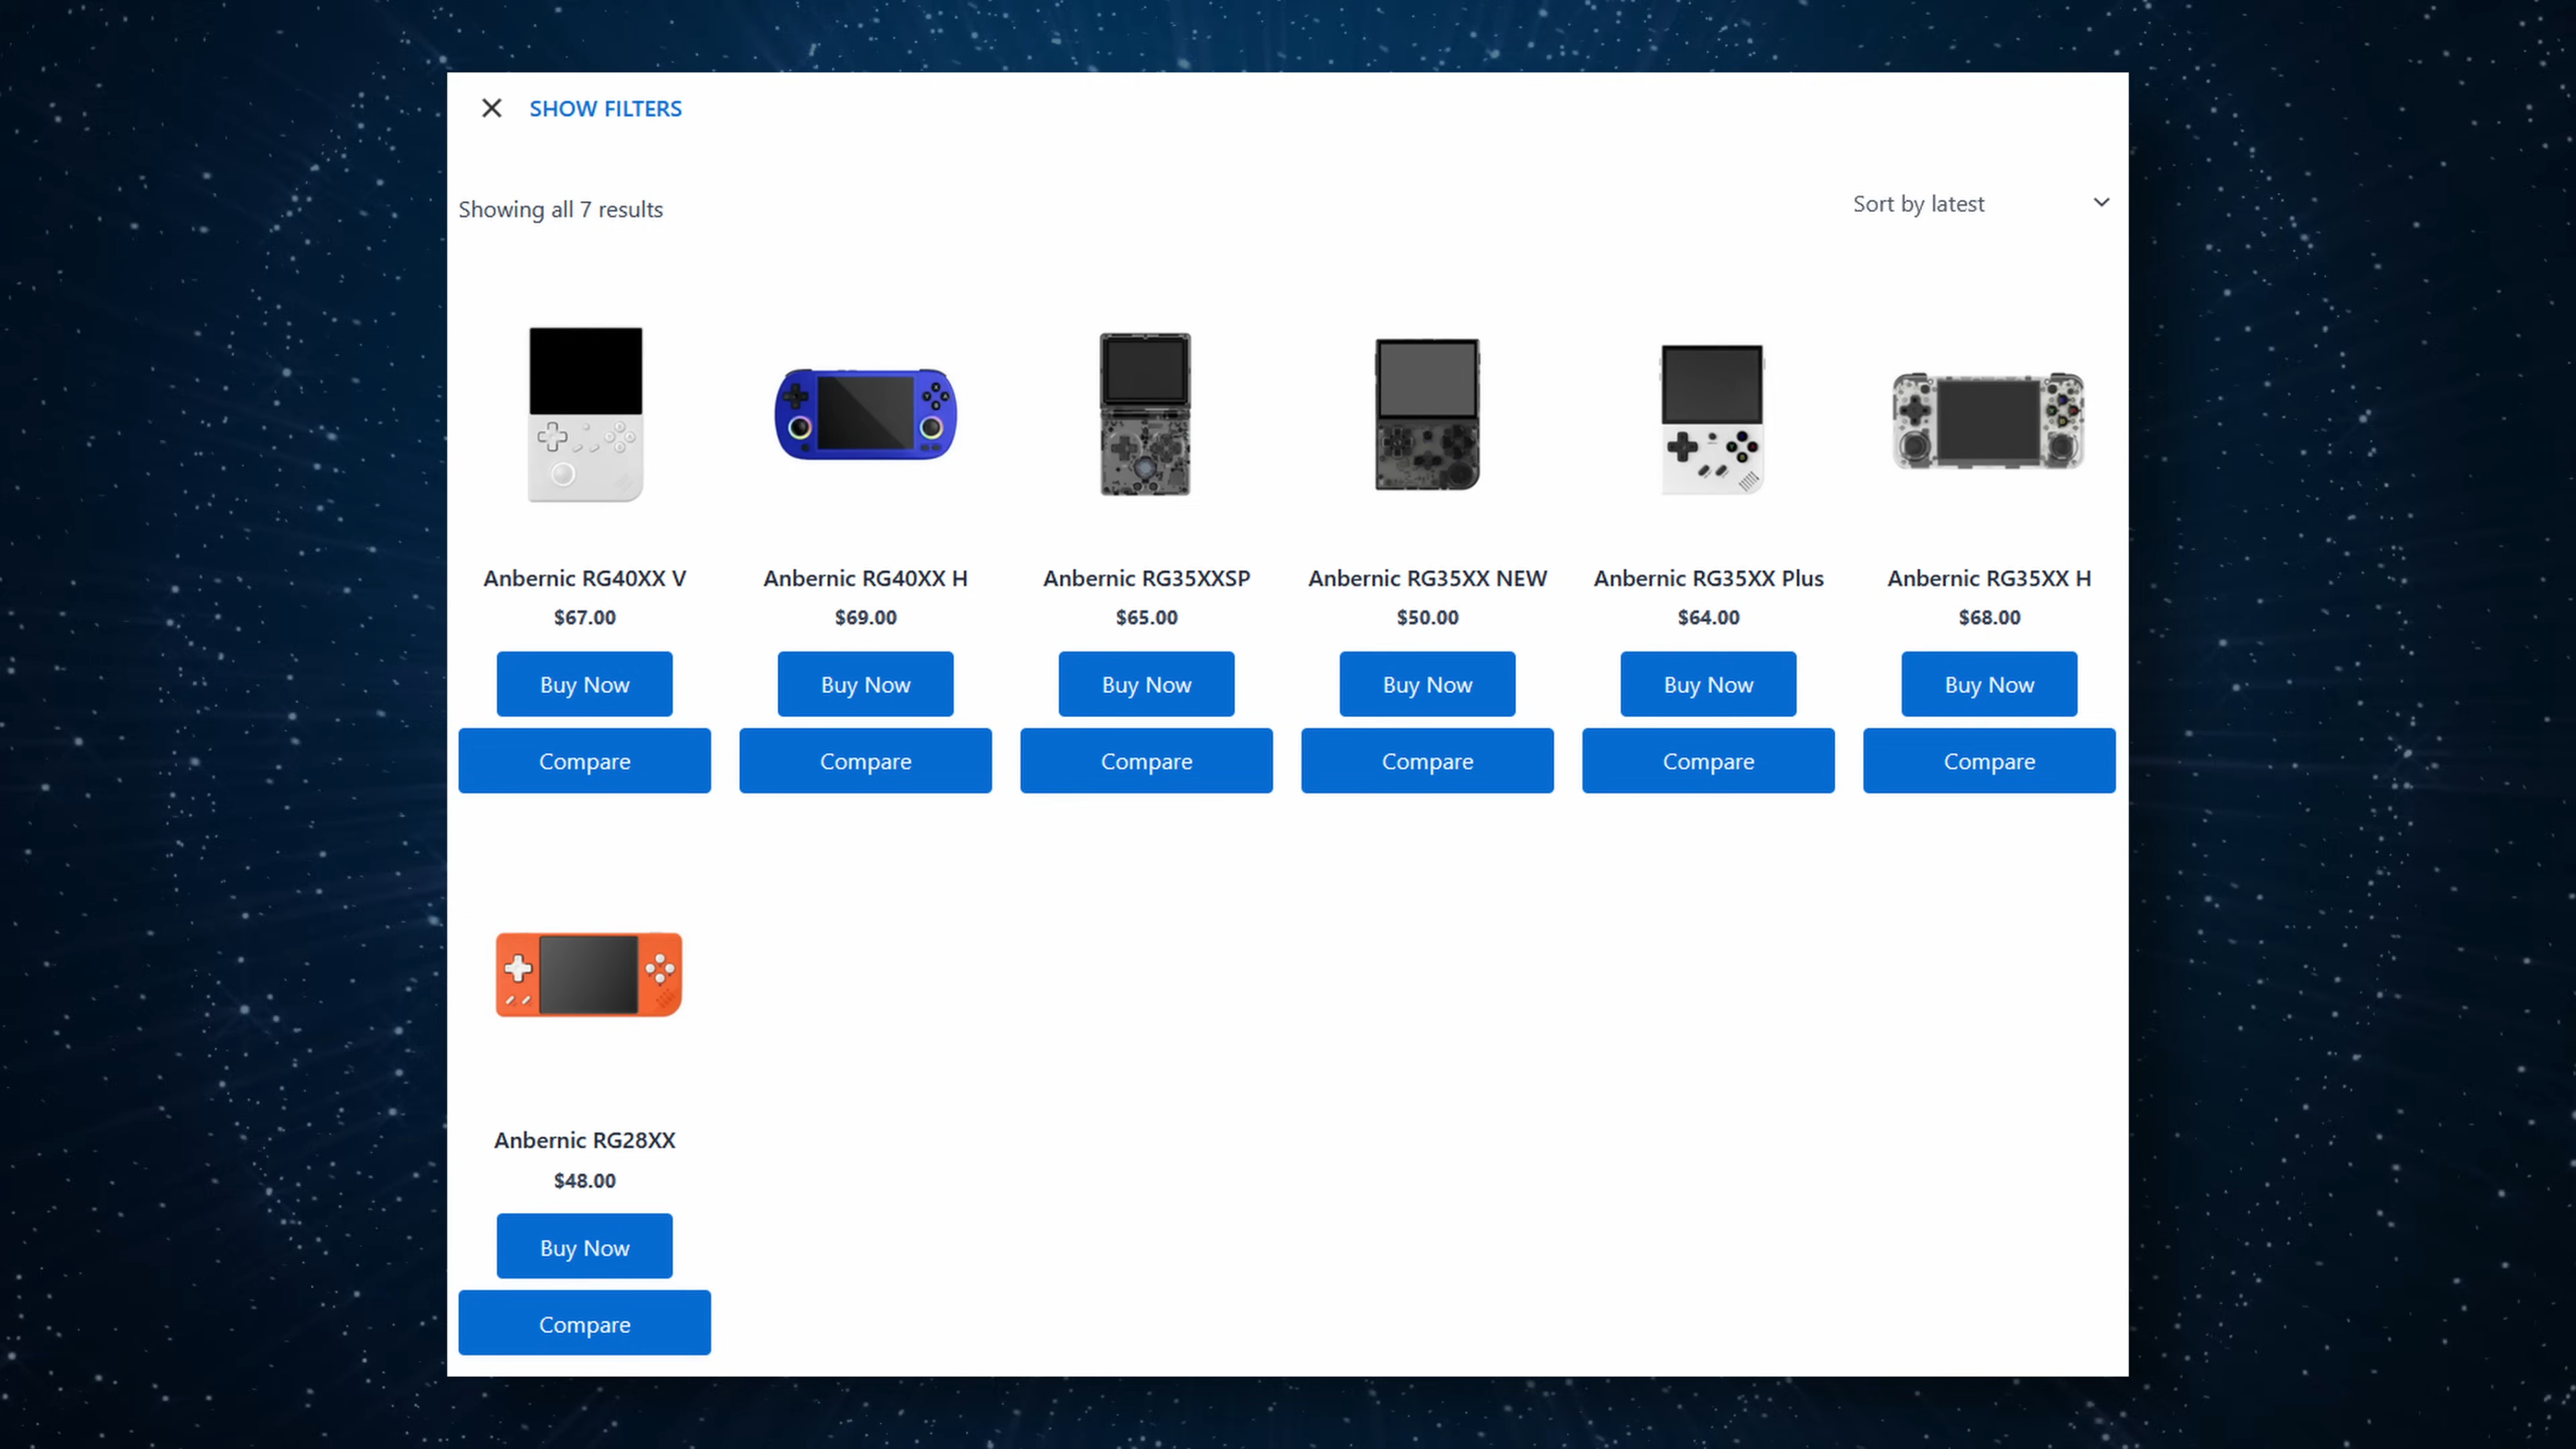 SHOW FILTERS
Showing all 7 results
Sort by latest
Anbernic RG40XX V
$67.00
Buy Now
Compare
Anbernic RG40XX H
$69.00
Buy Now
Compare
Anbernic RG35XXSP
$65.00
Buy Now
Compare
Anbernic RG35XX NEW
$50.00
Buy Now
Compare
Anbernic RG35XX Plus
$64.00
Buy Now
Compare
Anbernic RG35XX H
$68.00
Buy Now
Compare
Anbernic RG28XX
$48.00
Buy Now
Compare